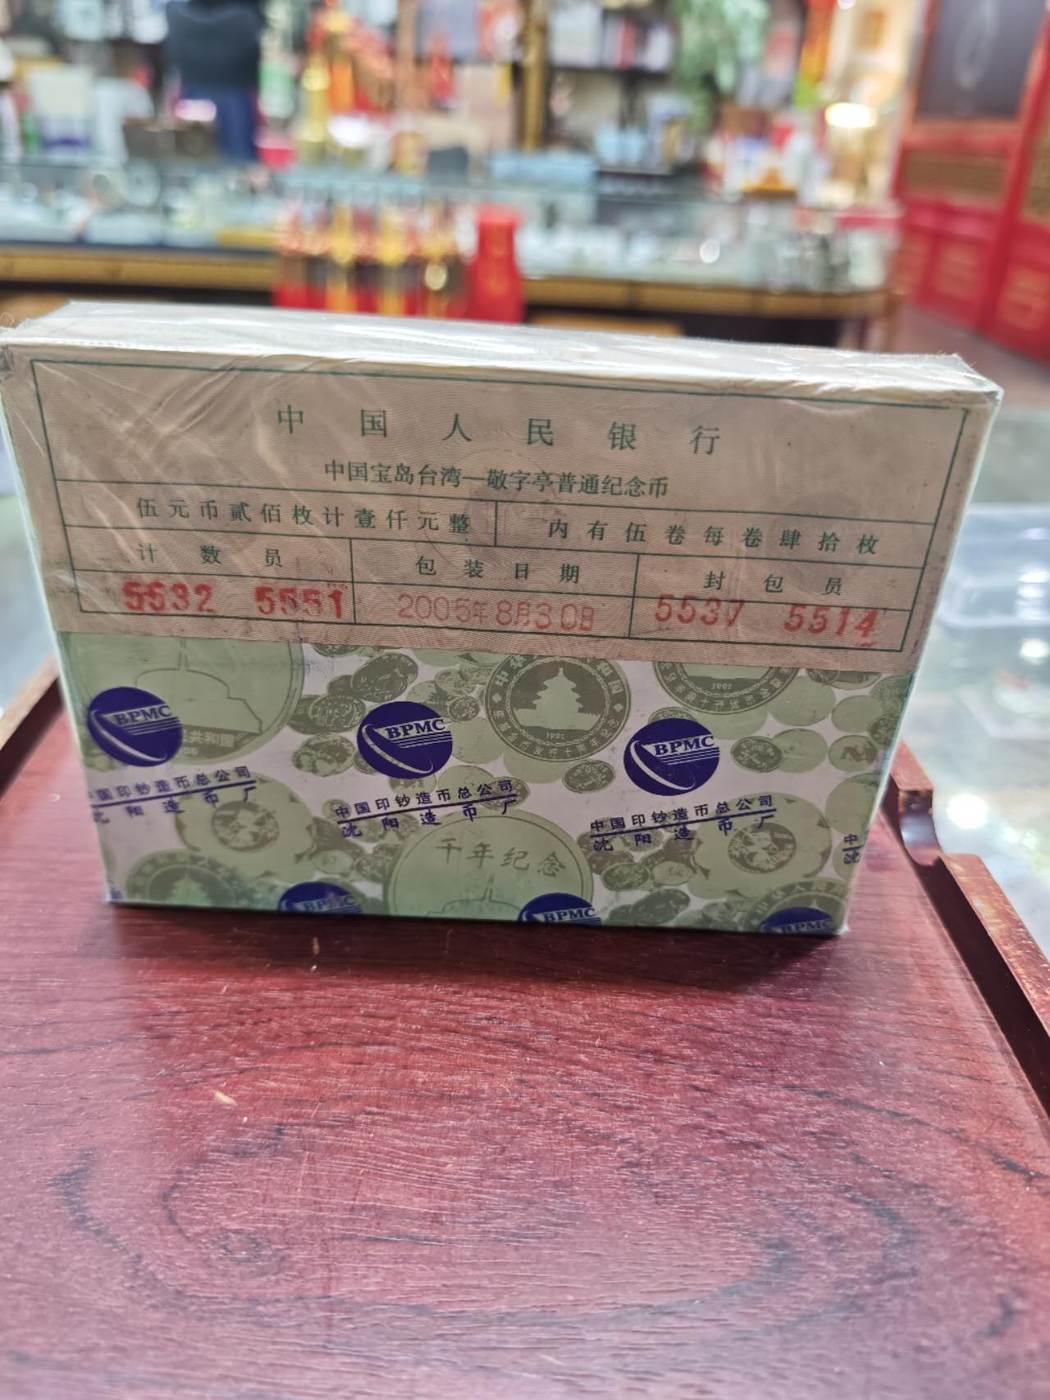 中国人民银行
中国宝岛台湾—敬字亭普通纪念币
伍元币贰佰枚计壹仟元整 内有伍卷每卷肆拾枚
计数员 包装日期 封包员
5532 5551 2005年8月30日 5537 5514
BPMC BPMC BPMC
国印钞造币总公司 中国印钞造币总公司 中国印钞造币总公司 中
阳造币厂 沈阳造币厂 沈阳造币厂 沈
千年纪念
BPMC BPMC BPMC